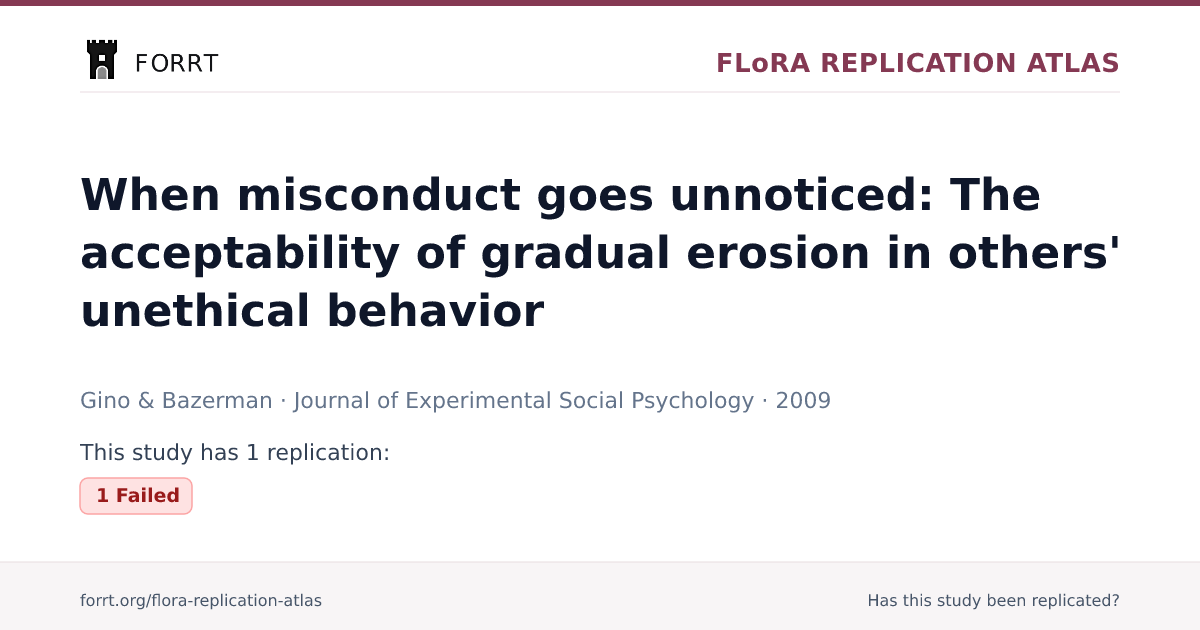 FORRT
FLoRA REPLICATION ATLAS
When misconduct goes unnoticed: The
acceptability of gradual erosion in others'
unethical behavior
Gino & Bazerman · Journal of Experimental Social Psychology · 2009
This study has 1 replication:
1 Failed
forrt.org/flora-replication-atlas
Has this study been replicated?